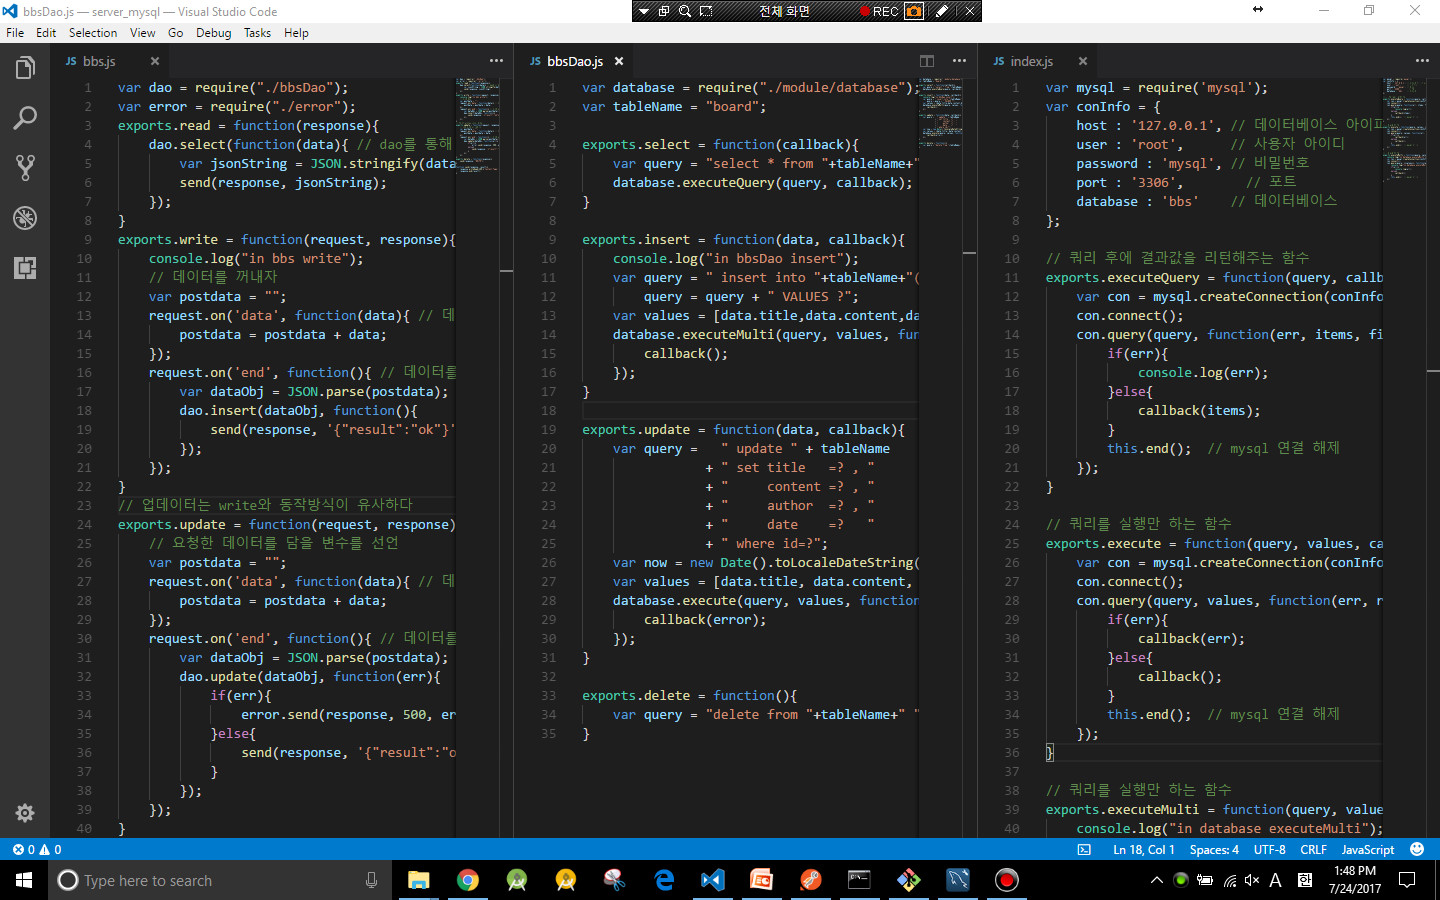 bbsDao.js — server_mysql — Visual Studio Code
전체 화면
REC
File Edit Selection View Go Debug Tasks Help
JS bbs.js
1 var dao = require("./bbsDao");
2 var error = require("./error");
3 exports.read = function(response){
4 dao.select(function(data){ // dao를 통해
5 var jsonString = JSON.stringify(data
6 send(response, jsonString);
7 });
8 }
9 exports.write = function(request, response){
10 console.log("in bbs write");
11 // 데이터를 꺼내자
12 var postdata = "";
13 request.on('data', function(data){ // 데
14 postdata = postdata + data;
15 });
16 request.on('end', function(){ // 데이터를
17 var dataObj = JSON.parse(postdata);
18 dao.insert(dataObj, function(){
19 send(response, '{"result":"ok"}'
20 });
21 });
22 }
23 // 업데이터는 write와 동작방식이 유사하다
24 exports.update = function(request, response)
25 // 요청한 데이터를 담을 변수를 선언
26 var postdata = "";
27 request.on('data', function(data){ // 데
28 postdata = postdata + data;
29 });
30 request.on('end', function(){ // 데이터를
31 var dataObj = JSON.parse(postdata);
32 dao.update(dataObj, function(err){
33 if(err){
34 error.send(response, 500, er
35 }else{
36 send(response, '{"result":"o
37 }
38 });
39 });
40 }
JS bbsDao.js
1 var database = require("./module/database");
2 var tableName = "board";
3
4 exports.select = function(callback){
5 var query = "select * from "+tableName+"
6 database.executeQuery(query, callback);
7 }
8
9 exports.insert = function(data, callback){
10 console.log("in bbsDao insert");
11 var query = " insert into "+tableName+"(
12 query = query + " VALUES ?";
13 var values = [data.title,data.content,da
14 database.executeMulti(query, values, fun
15 callback();
16 });
17 }
18
19 exports.update = function(data, callback){
20 var query = " update " + tableName
21 + " set title =? , "
22 + " content =? , "
23 + " author =? , "
24 + " date =? "
25 + " where id=?";
26 var now = new Date().toLocaleDateString(
27 var values = [data.title, data.content,
28 database.execute(query, values, function
29 callback(error);
30 });
31 }
32
33 exports.delete = function(){
34 var query = "delete from "+tableName+" "
35 }
JS index.js
1 var mysql = require('mysql');
2 var conInfo = {
3 host : '127.0.0.1', // 데이터베이스 아이피
4 user : 'root', // 사용자 아이디
5 password : 'mysql', // 비밀번호
6 port : '3306', // 포트
7 database : 'bbs' // 데이터베이스
8 };
9
10 // 쿼리 후에 결과값을 리턴해주는 함수
11 exports.executeQuery = function(query, callb
12 var con = mysql.createConnection(conInfo
13 con.connect();
14 con.query(query, function(err, items, fi
15 if(err){
16 console.log(err);
17 }else{
18 callback(items);
19 }
20 this.end(); // mysql 연결 해제
21 });
22 }
23
24 // 쿼리를 실행만 하는 함수
25 exports.execute = function(query, values, ca
26 var con = mysql.createConnection(conInfo
27 con.connect();
28 con.query(query, values, function(err, r
29 if(err){
30 callback(err);
31 }else{
32 callback();
33 }
34 this.end(); // mysql 연결 해제
35 });
36 }
37
38 // 쿼리를 실행만 하는 함수
39 exports.executeMulti = function(query, value
40 console.log("in database executeMulti");
0 0 Ln 18, Col 1 Spaces: 4 UTF-8 CRLF JavaScript
Type here to search
A 한 1:48 PM
7/24/2017